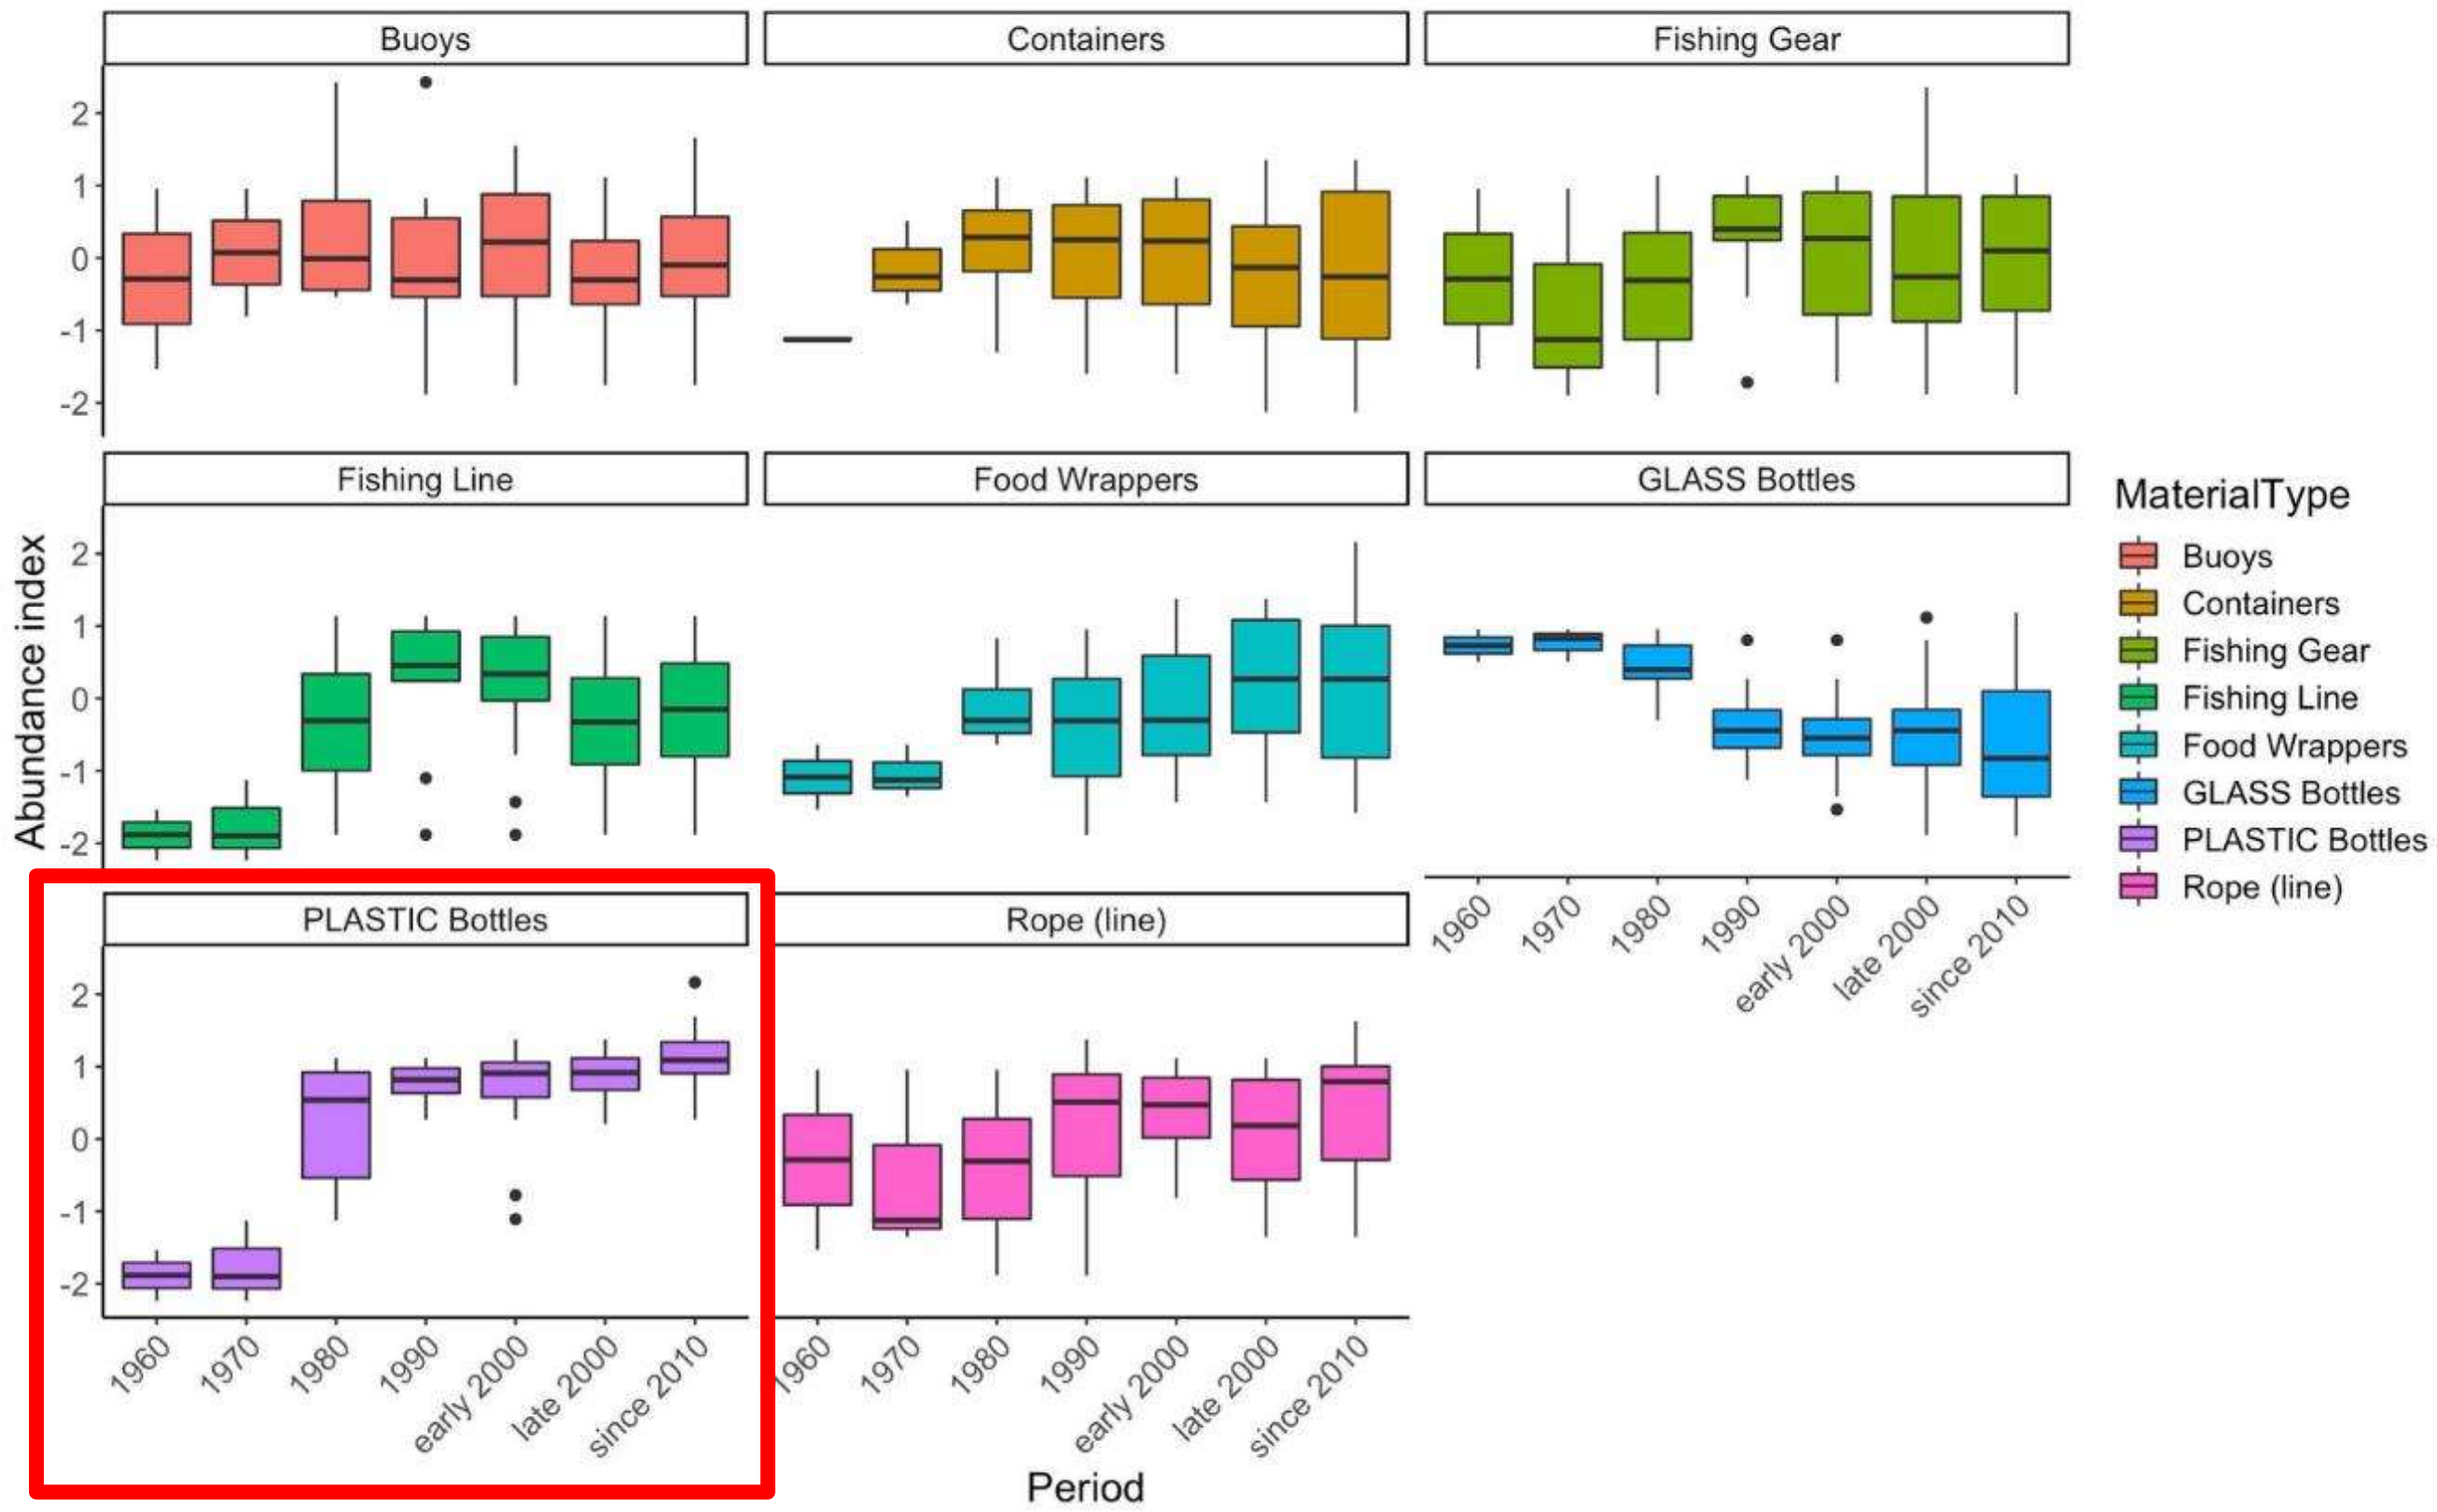 Buoys
Containers
Fishing Gear
2
1
0
-1
-2
Fishing Line
Food Wrappers
GLASS Bottles
2
1
0
-1
-2
1960
1970
1980
1990
early 2000
late 2000
since 2010
PLASTIC Bottles
Rope (line)
2
1
0
-1
-2
1960
1970
1980
1990
early 2000
late 2000
since 2010
1960
1970
1980
1990
early 2000
late 2000
since 2010
Abundance index
Period
MaterialType
Buoys
Containers
Fishing Gear
Fishing Line
Food Wrappers
GLASS Bottles
PLASTIC Bottles
Rope (line)